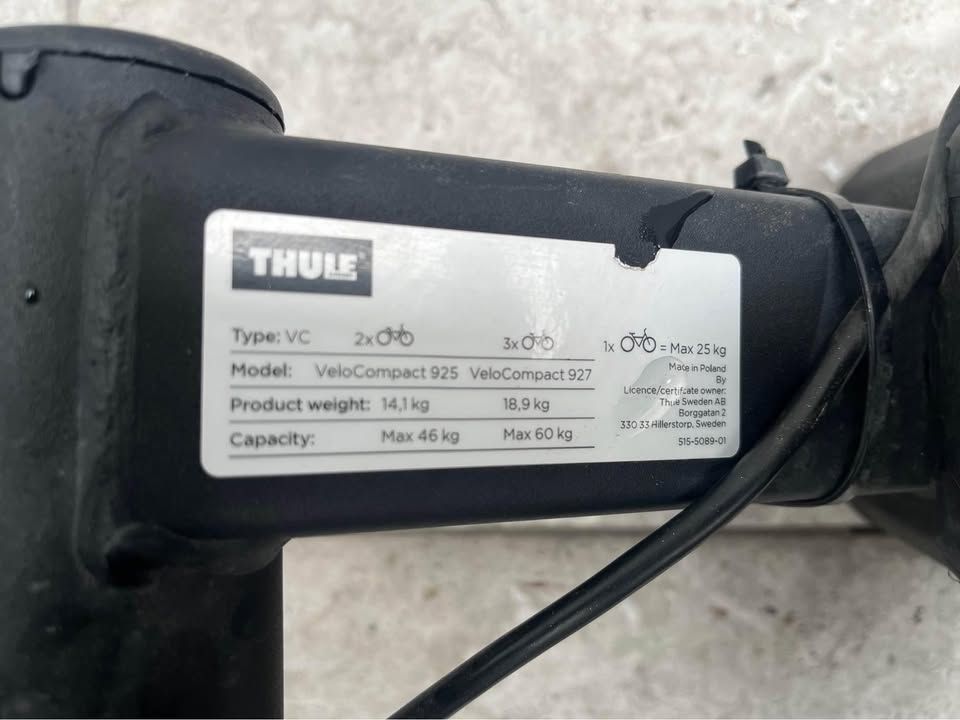 THULE
Type: VC 2x 3x
Model: VeloCompact 925 VeloCompact 927
Product weight: 14,1 kg 18,9 kg
Capacity: Max 46 kg Max 60 kg
1x = Max 25 kg
Made in Poland
By
Licence/certificate owner:
Thule Sweden AB
Borggatan 2
330 33 Hillerstorp, Sweden
515-5089-01